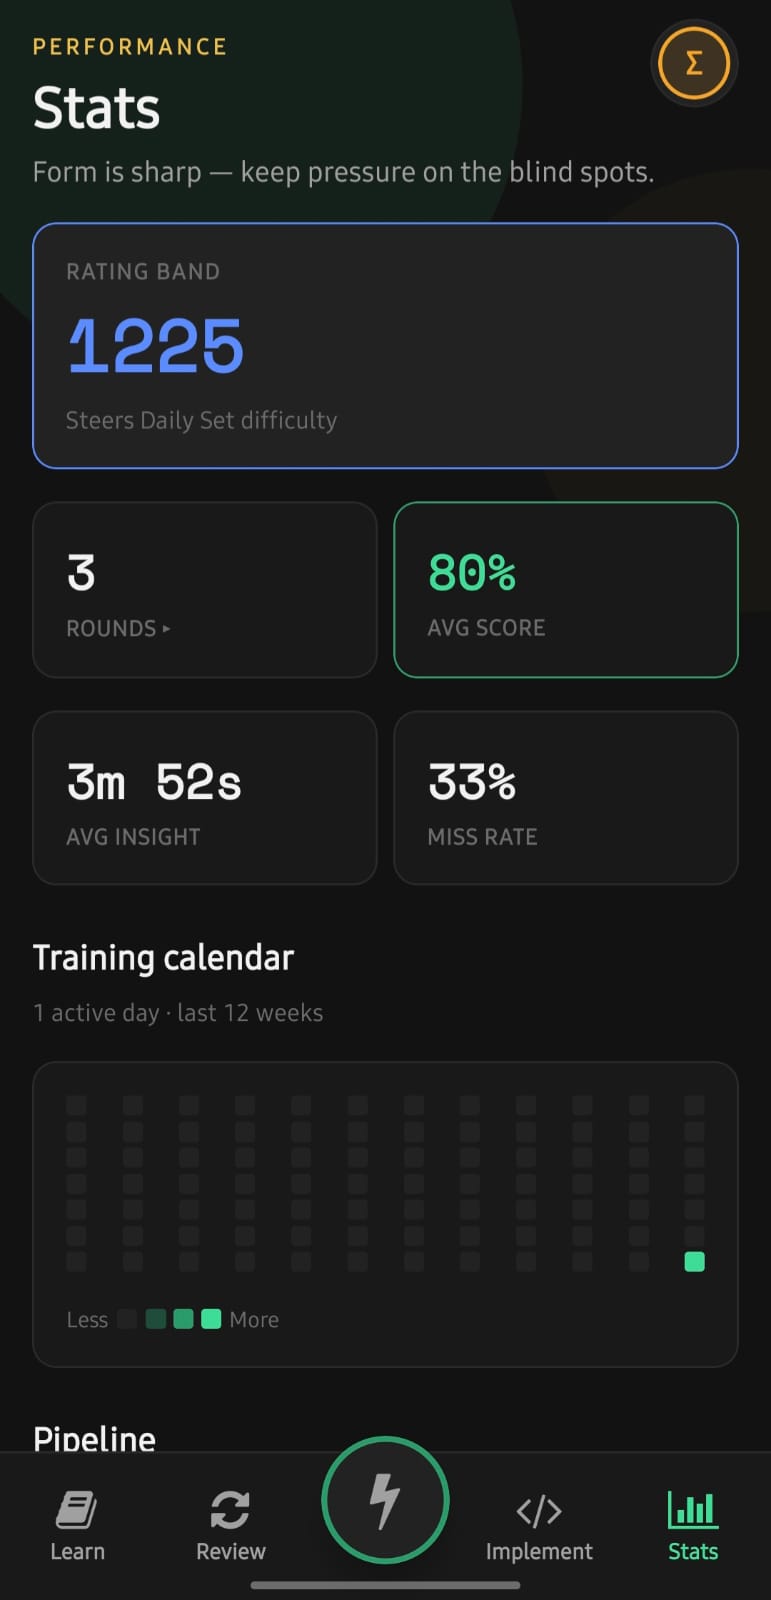 PERFORMANCE
Σ
Stats
Form is sharp — keep pressure on the blind spots.
RATING BAND
1225
Steers Daily Set difficulty
3
ROUNDS ▸
80%
AVG SCORE
3m 52s
AVG INSIGHT
33%
MISS RATE
Training calendar
1 active day · last 12 weeks
Less
More
Pipeline
Learn
Review
</>
Implement
Stats